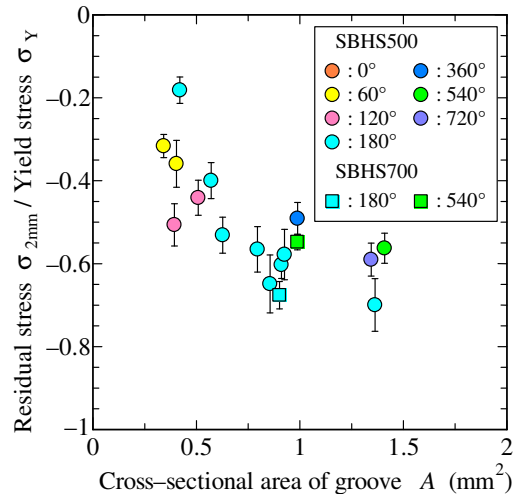 Residual stress σ2mm / Yield stress σY
0
−0.2
−0.4
−0.6
−0.8
−1
SBHS500
: 0° : 360°
: 60° : 540°
: 120° : 720°
: 180°
SBHS700
: 180° : 540°
0 0.5 1 1.5 2
Cross–sectional area of groove A (mm2)